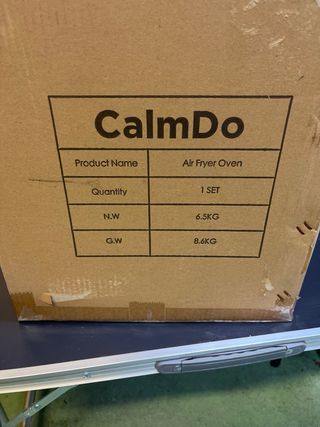 CalmDo
Product Name Air Fryer Oven
Quantity 1 SET
N.W 6.5KG
G.W 8.6KG